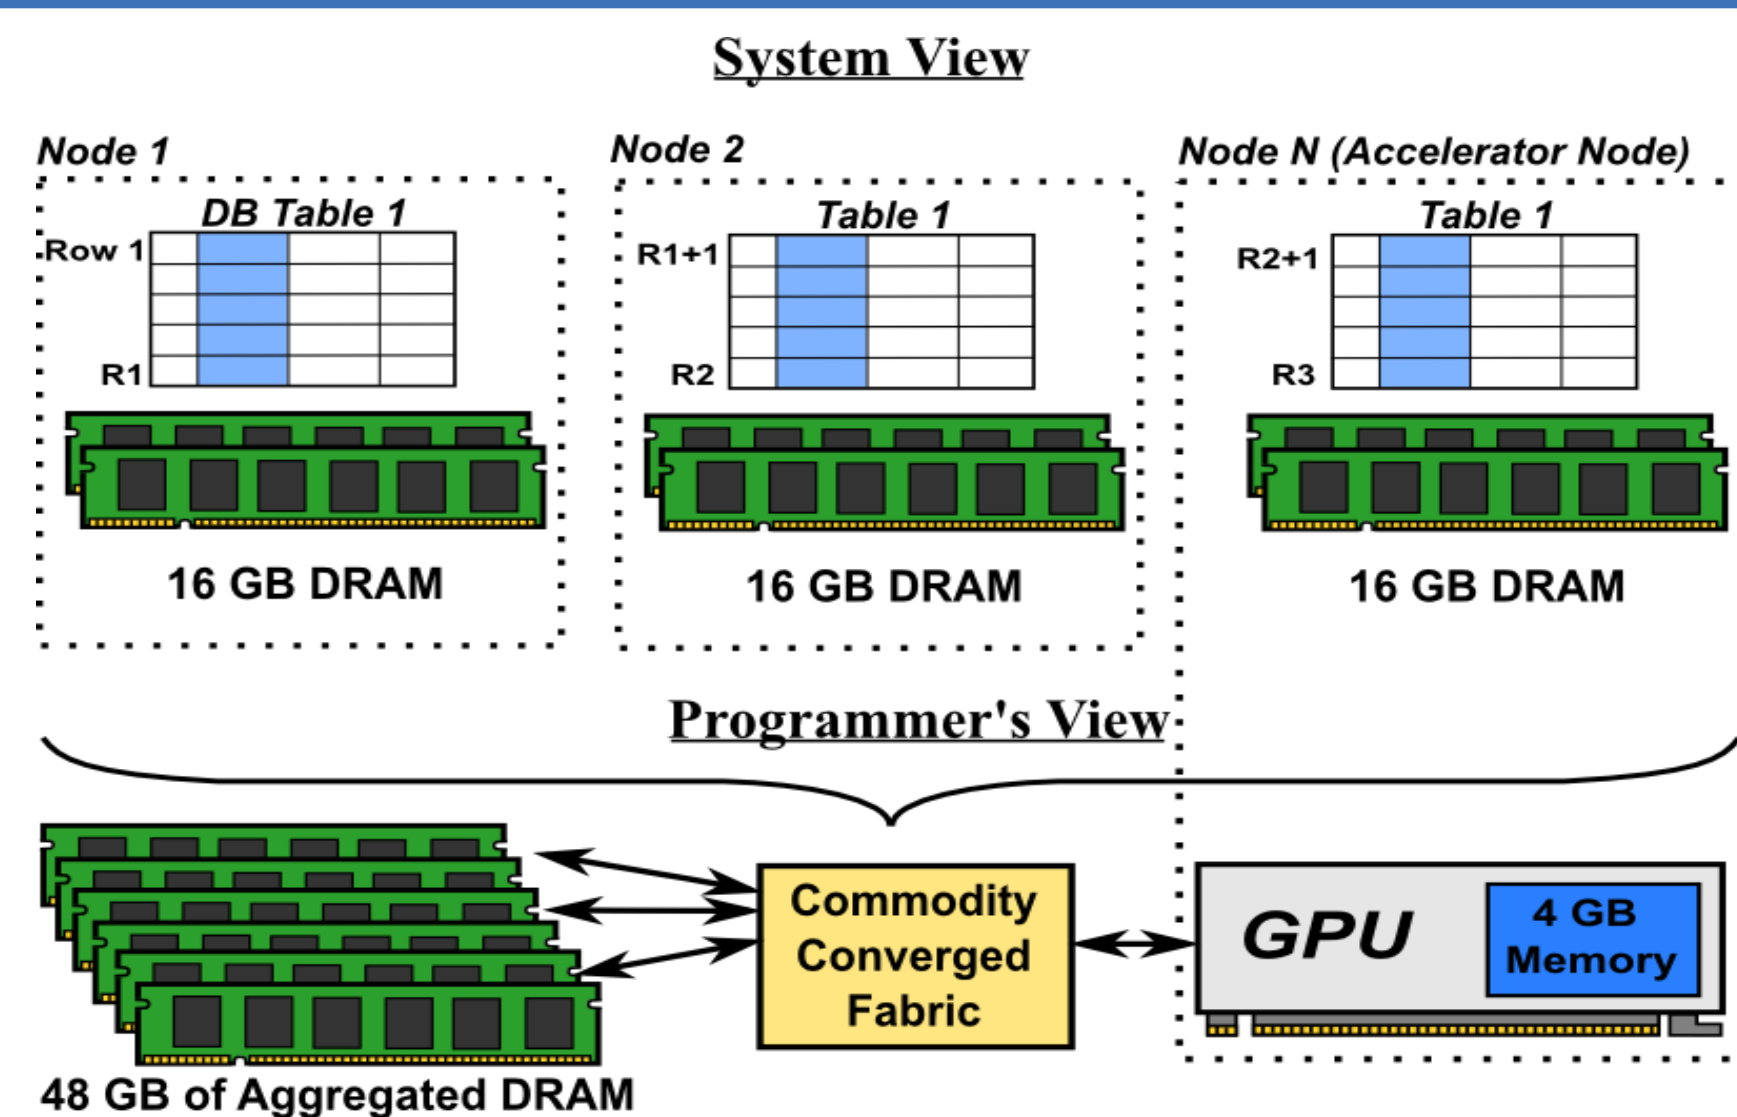 System View
Node 1
Node 2
Node N (Accelerator Node)
DB Table 1
Row 1
R1
16 GB DRAM
Table 1
R1+1
R2
16 GB DRAM
Table 1
R2+1
R3
16 GB DRAM
Programmer's View
48 GB of Aggregated DRAM
Commodity
Converged
Fabric
GPU
4 GB
Memory